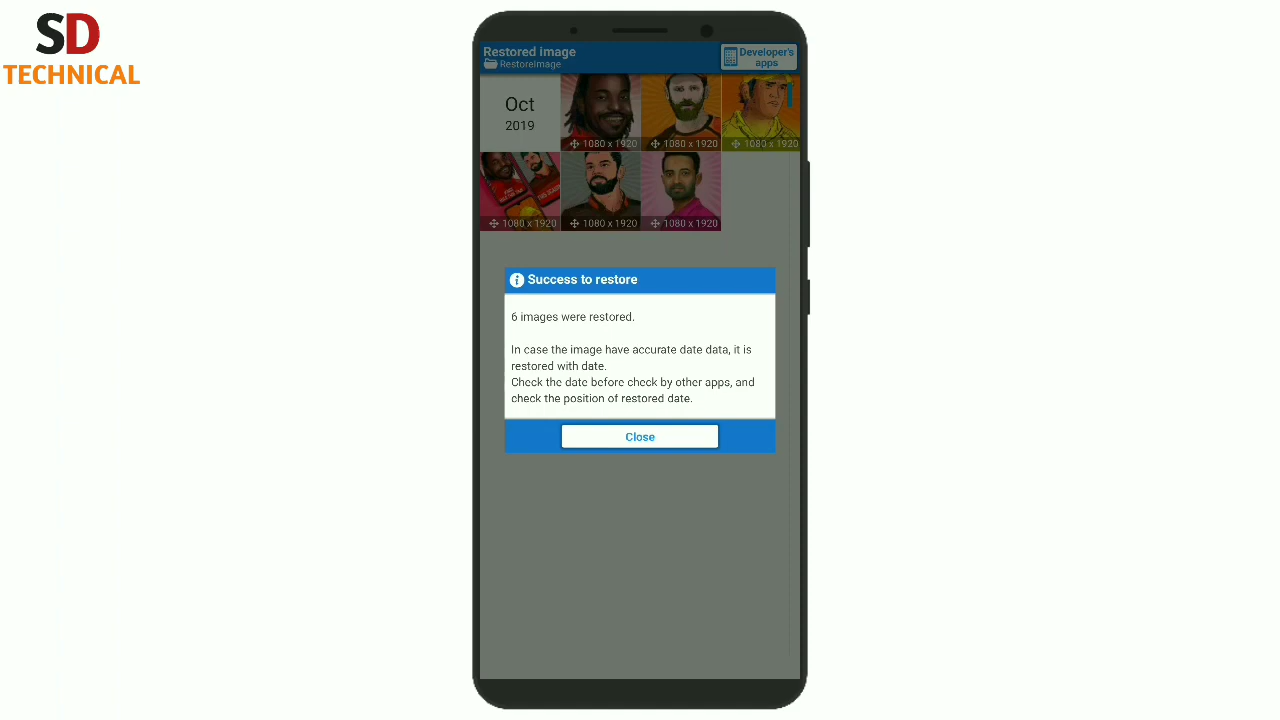 SD
TECHNICAL
Restored image
RestoreImage
Developer's
apps
Oct
2019
1080 x 1920
1080 x 1920
1080 x 1920
1080 x 1920
1080 x 1920
1080 x 1920
Success to restore
6 images were restored.
In case the image have accurate date data, it is
restored with date.
Check the date before check by other apps, and
check the position of restored date.
Close